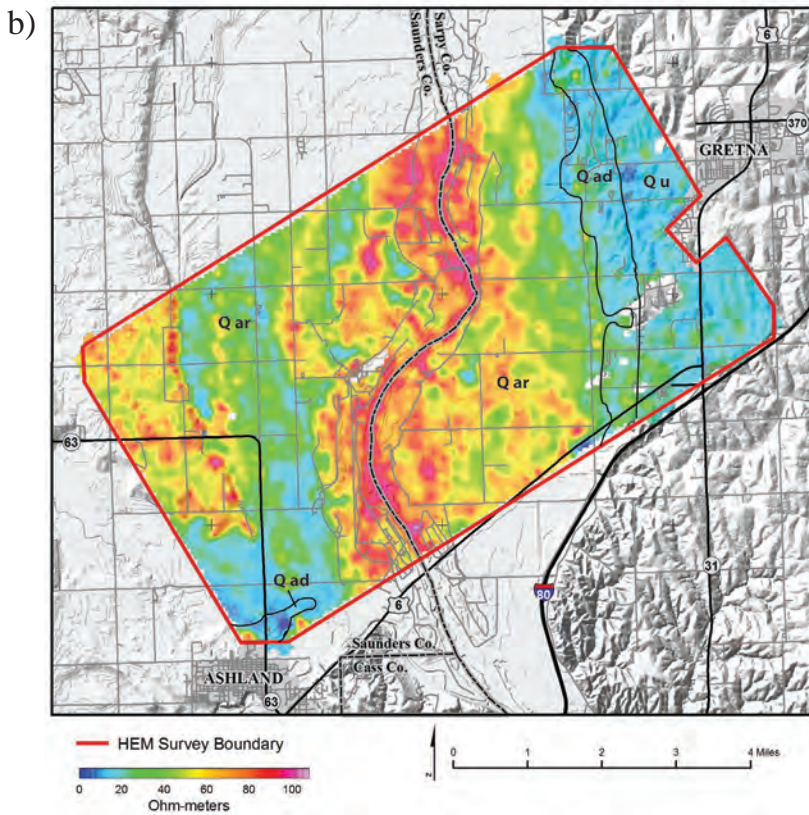 b)
6
Sarpy Co.
Saunders Co.
370
GRETNA
Q ad
Q u
Q ar
Q ar
63
31
80
Q ad
6
Saunders Co.
Cass Co.
ASHLAND
63
HEM Survey Boundary
0 20 40 60 80 100
Ohm-meters
N
0 1 2 3 4 Miles